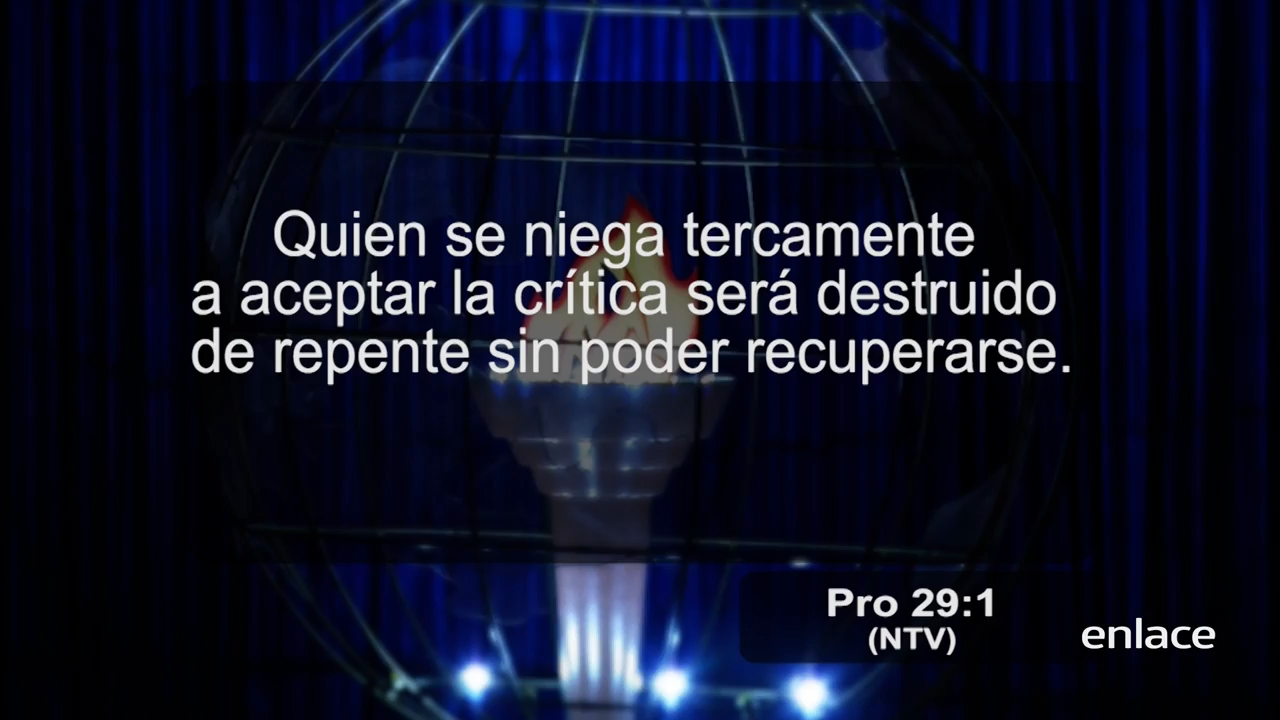 Quien se niega tercamente
a aceptar la crítica será destruido
de repente sin poder recuperarse.
Pro 29:1
(NTV)
enlace